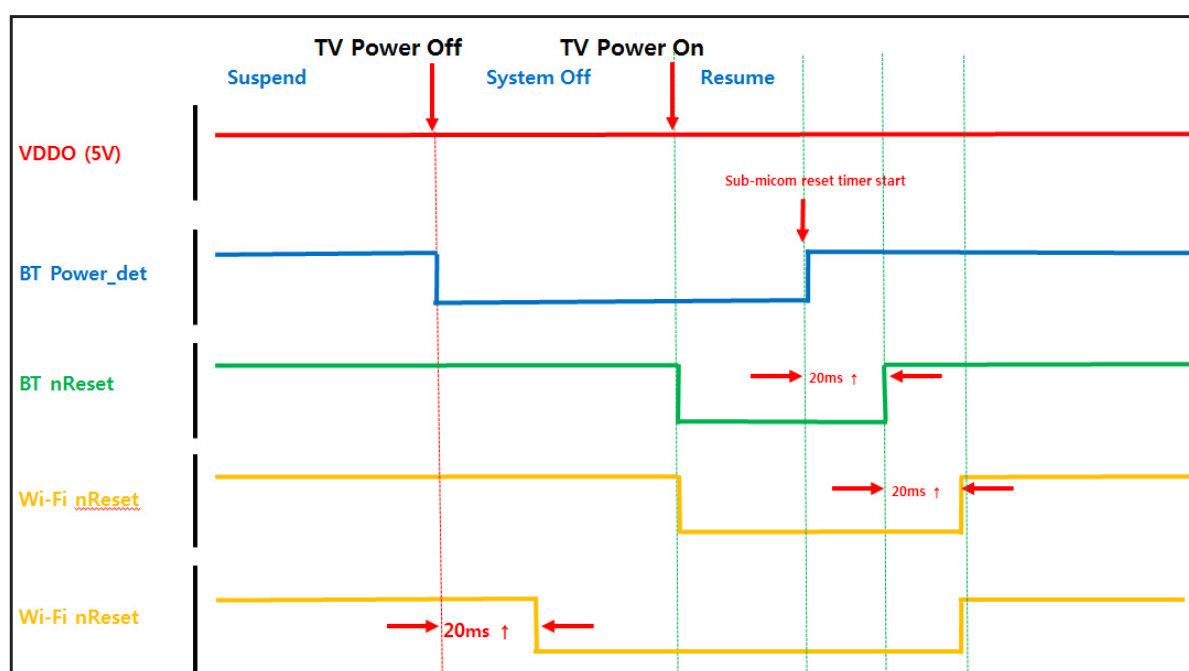 TV Power Off
TV Power On
Suspend
System Off
Resume
VDDO (5V)
Sub-micom reset timer start
BT Power_det
BT nReset
20ms ↑
Wi-Fi nReset
20ms ↑
Wi-Fi nReset
20ms ↑